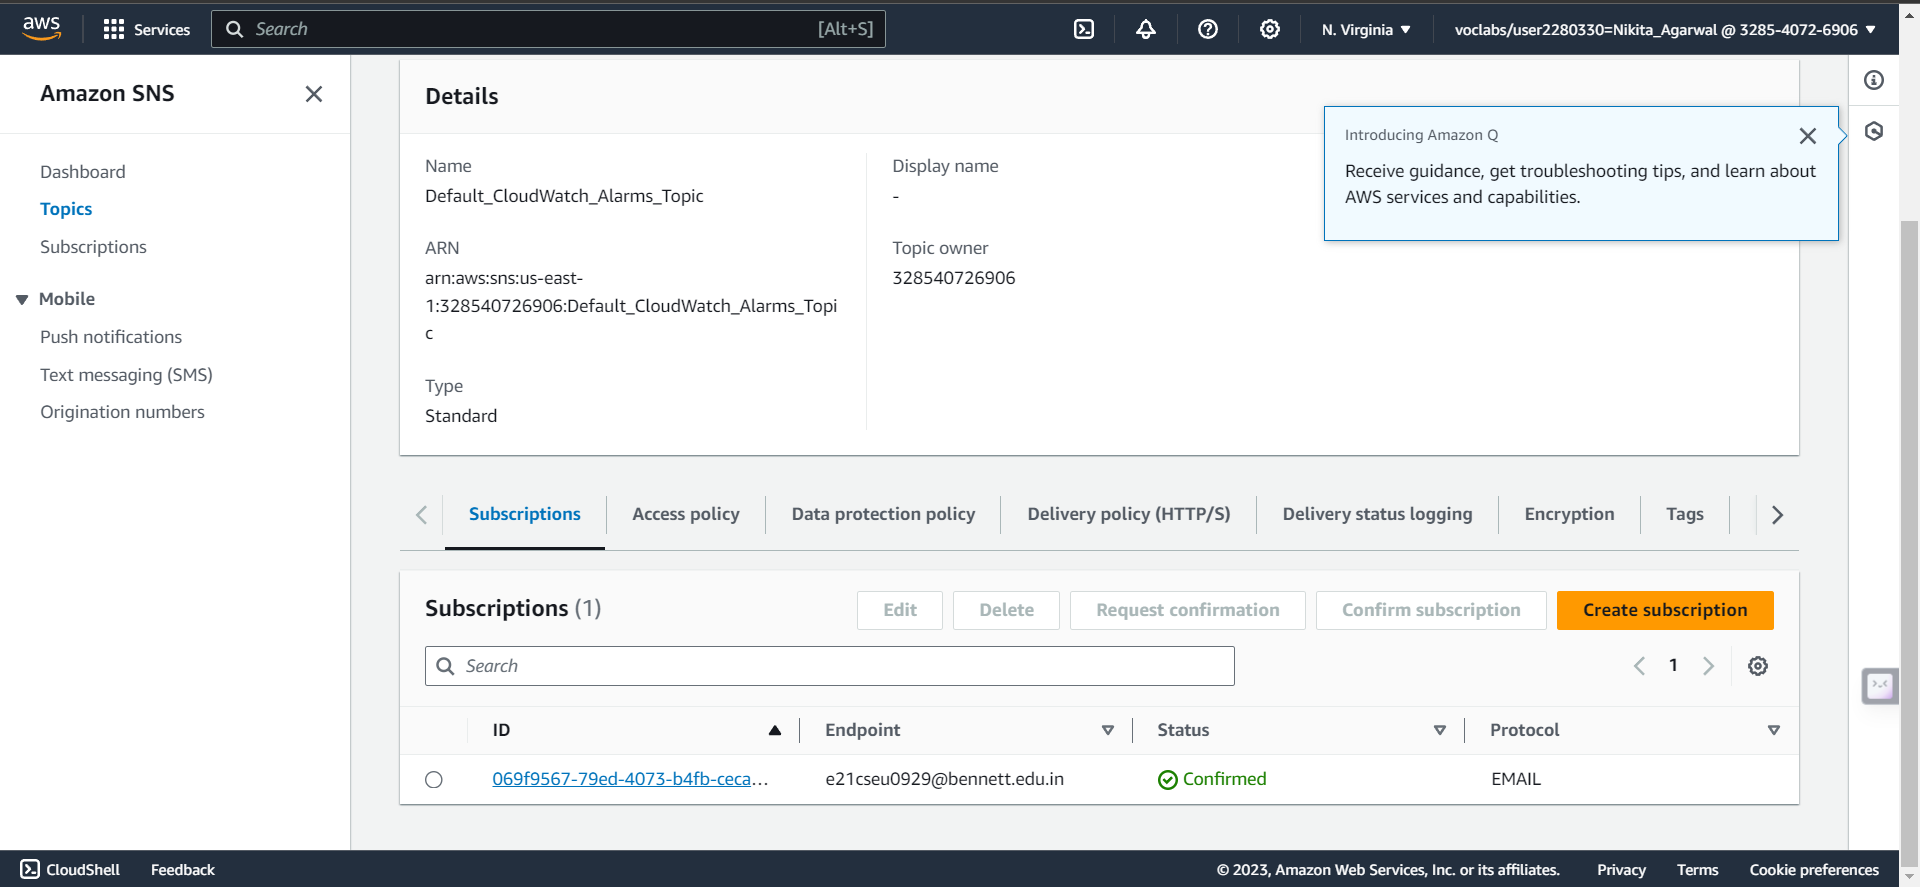 aws
Services
Search
[Alt+S]
N. Virginia
voclabs/user2280330=Nikita_Agarwal @ 3285-4072-6906
Amazon SNS
Dashboard
Topics
Subscriptions
Mobile
Push notifications
Text messaging (SMS)
Origination numbers
Details
Name
Default_CloudWatch_Alarms_Topic
ARN
arn:aws:sns:us-east-
1:328540726906:Default_CloudWatch_Alarms_Topi
c
Type
Standard
Display name
-
Topic owner
328540726906
Introducing Amazon Q
Receive guidance, get troubleshooting tips, and learn about
AWS services and capabilities.
Subscriptions
Access policy
Data protection policy
Delivery policy (HTTP/S)
Delivery status logging
Encryption
Tags
Subscriptions (1)
Edit
Delete
Request confirmation
Confirm subscription
Create subscription
Search
1
ID
Endpoint
Status
Protocol
069f9567-79ed-4073-b4fb-ceca...
e21cseu0929@bennett.edu.in
Confirmed
EMAIL
CloudShell
Feedback
© 2023, Amazon Web Services, Inc. or its affiliates.
Privacy
Terms
Cookie preferences